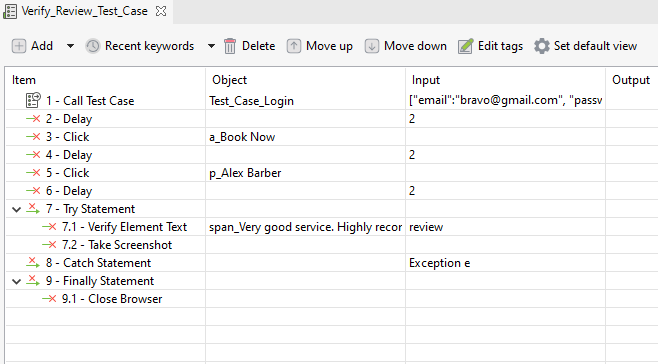 Verify_Review_Test_Case
Add Recent keywords Delete Move up Move down Edit tags Set default view
Item Object Input Output
1 - Call Test Case Test_Case_Login ["email":"bravo@gmail.com", "passw
2 - Delay 2
3 - Click a_Book Now
4 - Delay 2
5 - Click p_Alex Barber
6 - Delay 2
7 - Try Statement
7.1 - Verify Element Text span_Very good service. Highly recor review
7.2 - Take Screenshot
8 - Catch Statement Exception e
9 - Finally Statement
9.1 - Close Browser